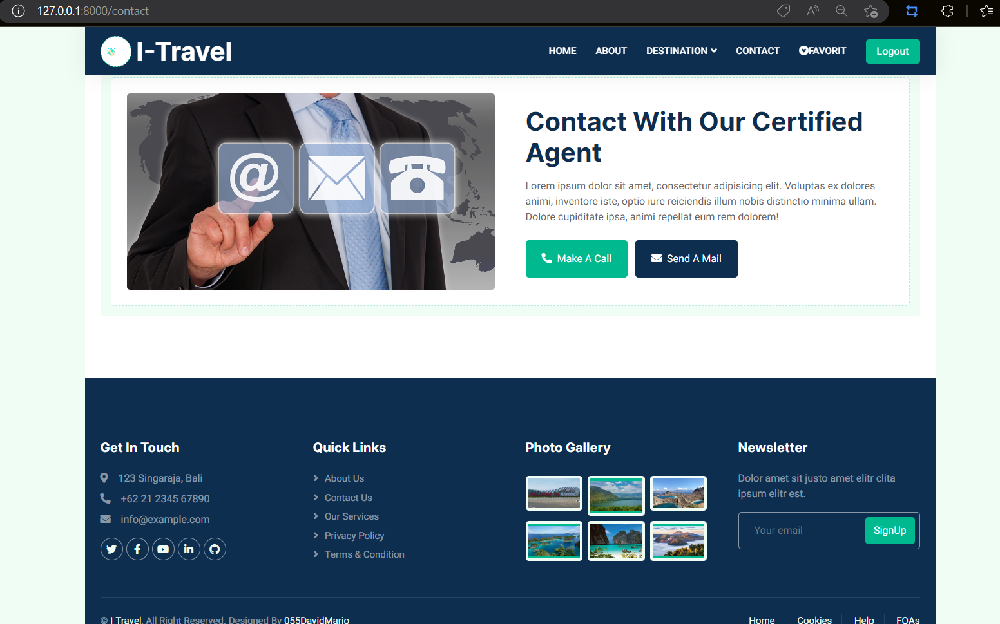 127.0.0.1:8000/contact
I-Travel
HOME
ABOUT
DESTINATION
CONTACT
FAVORIT
Logout
@
Contact With Our Certified
Agent
Lorem ipsum dolor sit amet, consectetur adipisicing elit. Voluptas ex dolores
animi, inventore iste, optio iure reiciendis illum nobis distinctio minima ullam.
Dolore cupiditate ipsa, animi repellat eum rem dolorem!
Make A Call
Send A Mail
Get In Touch
123 Singaraja, Bali
+62 21 2345 67890
info@example.com
Quick Links
About Us
Contact Us
Our Services
Privacy Policy
Terms & Condition
Photo Gallery
Newsletter
Dolor amet sit justo amet elitr clita
ipsum elitr est.
Your email
SignUp
© I-Travel, All Right Reserved. Designed By 055DavidMario
Home
Cookies
Help
FQAs